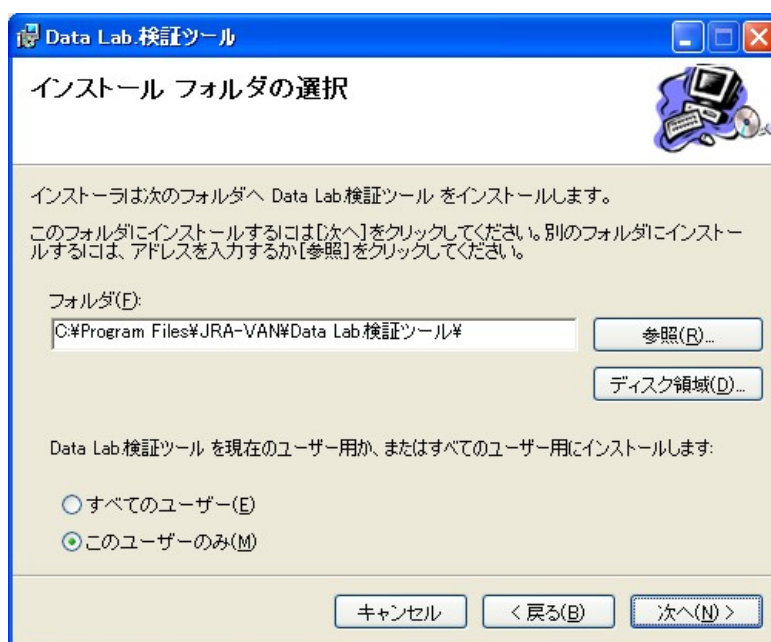 Data Lab.検証ツール
インストール フォルダの選択
インストーラは次のフォルダへ Data Lab.検証ツール をインストールします。
このフォルダにインストールするには[次へ]をクリックしてください。別のフォルダにインストー
ルするには、アドレスを入力するか[参照]をクリックしてください。
フォルダ(F):
C:¥Program Files¥JRA-VAN¥Data Lab.検証ツール¥
参照(R)...
ディスク領域(D)...
Data Lab.検証ツール を現在のユーザー用か、またはすべてのユーザー用にインストールします:
すべてのユーザー(E)
このユーザーのみ(M)
キャンセル
< 戻る(B)
次へ(N) >